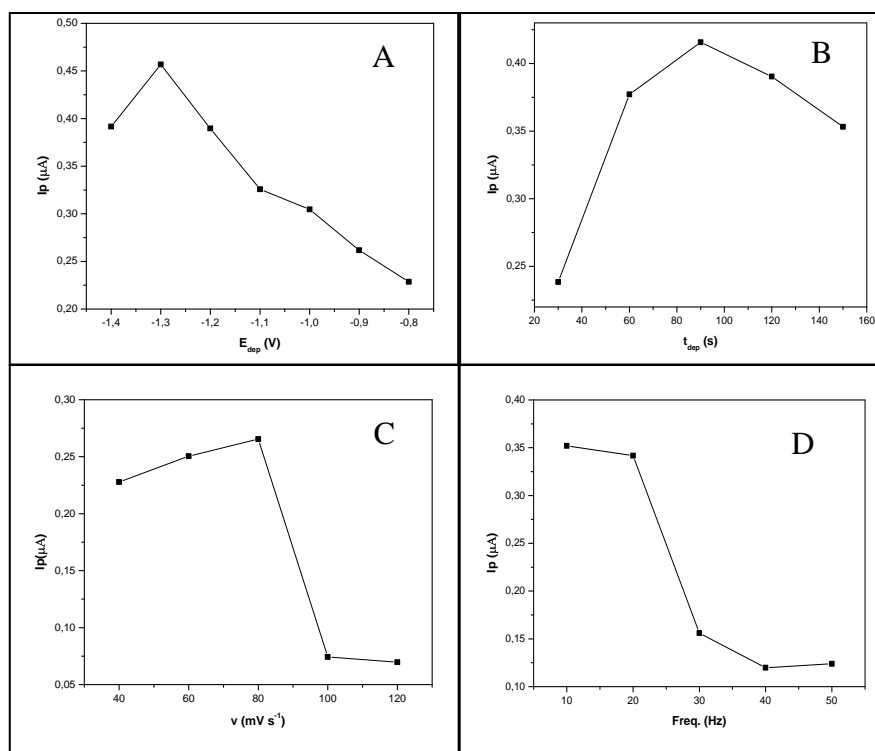 A
0,50
0,45
0,40
0,35
0,30
0,25
0,20
Ip (μA)
-1,4 -1,3 -1,2 -1,1 -1,0 -0,9 -0,8
E_dep (V)
B
0,40
0,35
0,30
0,25
Ip (μA)
20 40 60 80 100 120 140 160
t_dep (s)
C
0,30
0,25
0,20
0,15
0,10
0,05
Ip(μA)
40 60 80 100 120
v (mV s⁻¹)
D
0,40
0,35
0,30
0,25
0,20
0,15
0,10
Ip (μA)
10 20 30 40 50
Freq. (Hz)